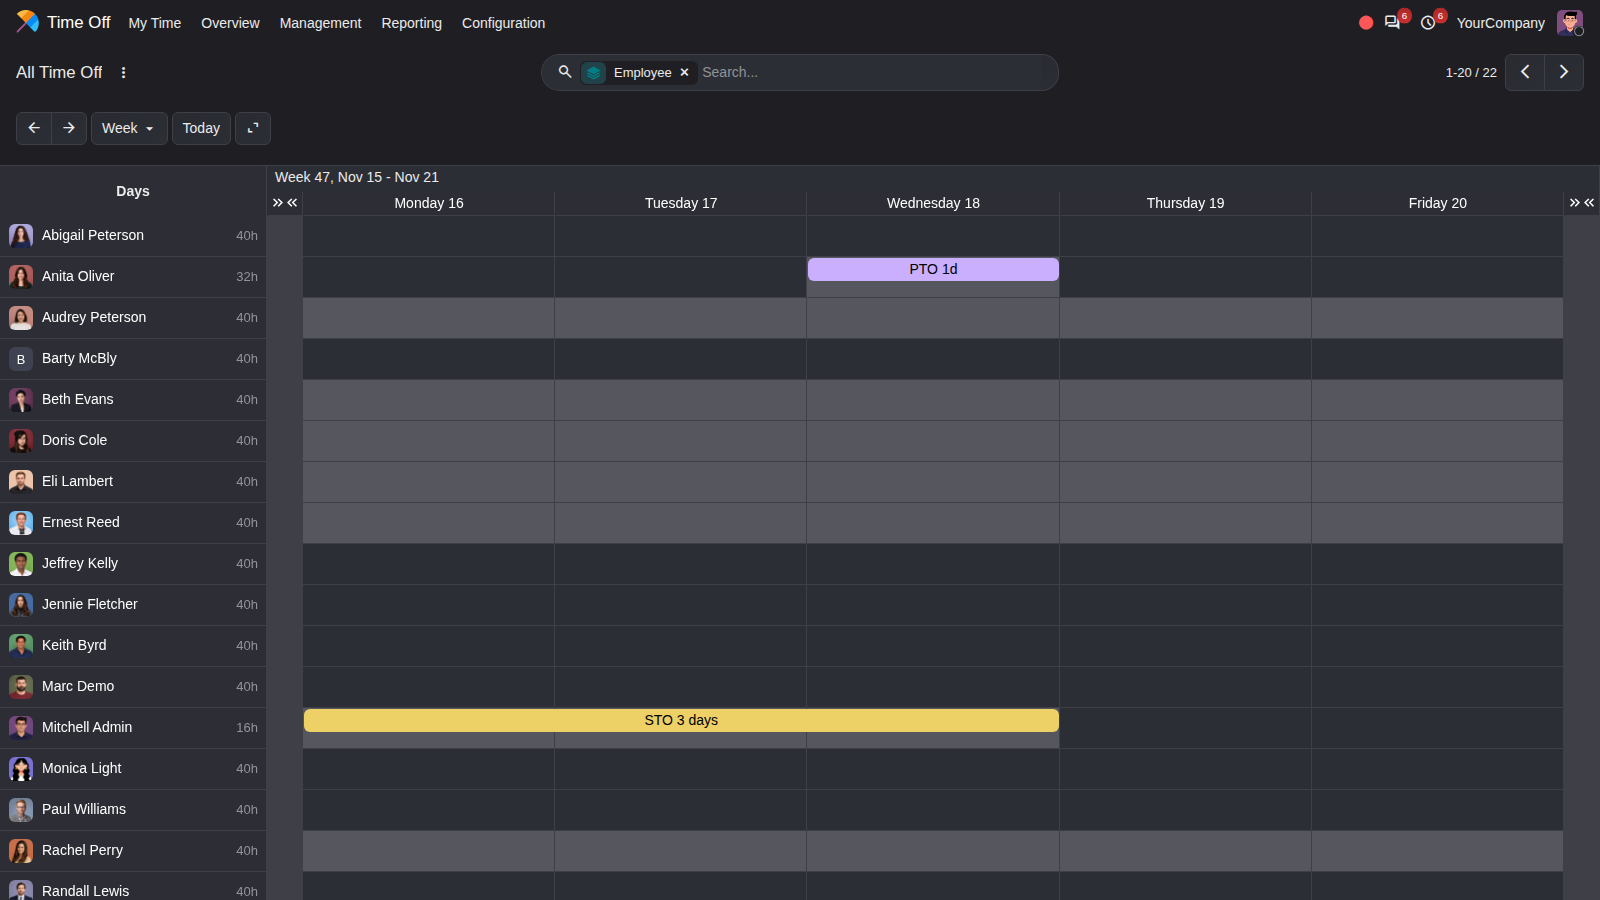 Time Off My Time Overview Management Reporting Configuration 6 6 YourCompany
All Time Off Employee Search... 1-20 / 22
Week Today
Days Week 47, Nov 15 - Nov 21
Monday 16 Tuesday 17 Wednesday 18 Thursday 19 Friday 20
Abigail Peterson 40h
Anita Oliver 32h PTO 1d
Audrey Peterson 40h
B Barty McBly 40h
Beth Evans 40h
Doris Cole 40h
Eli Lambert 40h
Ernest Reed 40h
Jeffrey Kelly 40h
Jennie Fletcher 40h
Keith Byrd 40h
Marc Demo 40h
Mitchell Admin 16h STO 3 days
Monica Light 40h
Paul Williams 40h
Rachel Perry 40h
Randall Lewis 40h